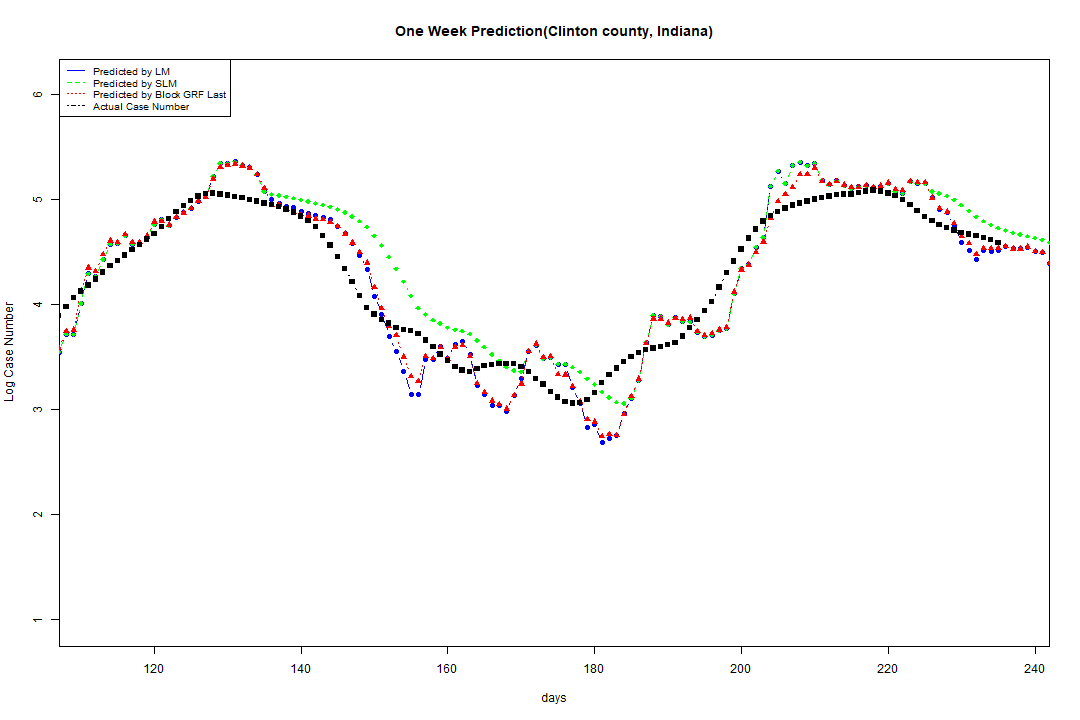 One Week Prediction(Clinton county, Indiana)
Predicted by LM
Predicted by SLM
Predicted by Block GRF Last
Actual Case Number
6
5
4
3
2
1
Log Case Number
120 140 160 180 200 220 240
days